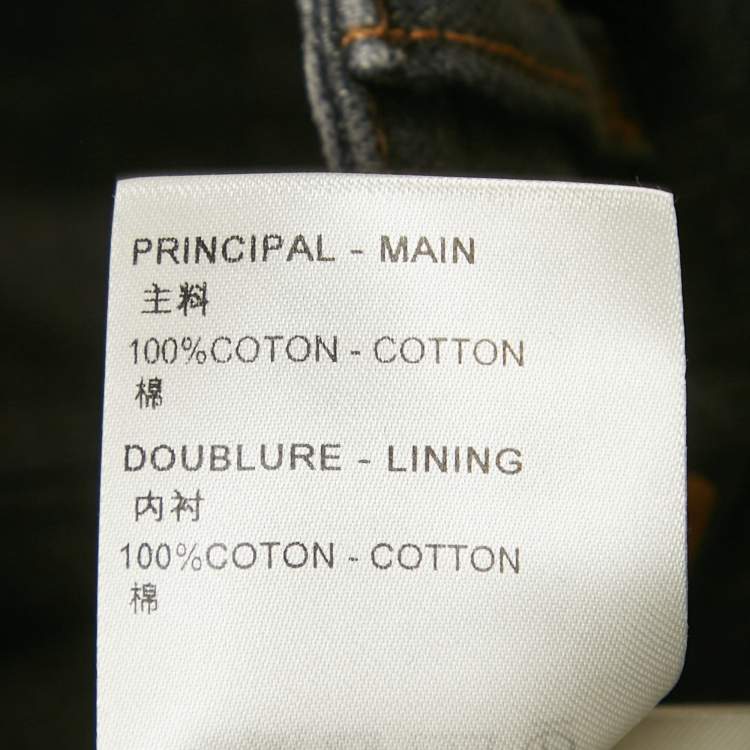 PRINCIPAL - MAIN
主料
100%COTON - COTTON
棉
DOUBLURE - LINING
内衬
100%COTON - COTTON
棉